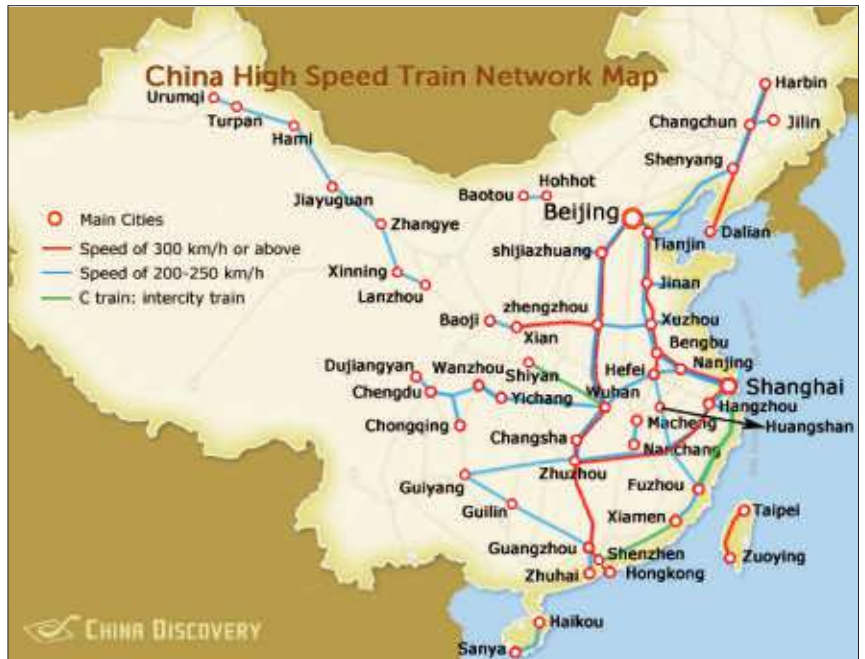 China High Speed Train Network Map
Harbin
Urumqi
Turpan
Changchun
Jilin
Hami
Shenyang
Hohhot
Baotou
Jiayuguan
Beijing
Main Cities
Zhangye
Dalian
Tianjin
Speed of 300 km/h or above
shijiazhuang
Speed of 200-250 km/h
Xinning
Jinan
Lanzhou
C train: intercity train
zhengzhou
Baoji
Xuzhou
Xian
Bengbu
Dujiangyan
Wanzhou
Shiyan
Hefei
Nanjing
Shanghai
Chengdu
Yichang
Wuhan
Hangzhou
Chongqing
Macheng
Huangshan
Changsha
Nanchang
Zhuzhou
Guiyang
Fuzhou
Guilin
Xiamen
Taipei
Guangzhou
Shenzhen
Zuoying
Zhuhai
Hongkong
Haikou
CHINA DISCOVERY
Sanya